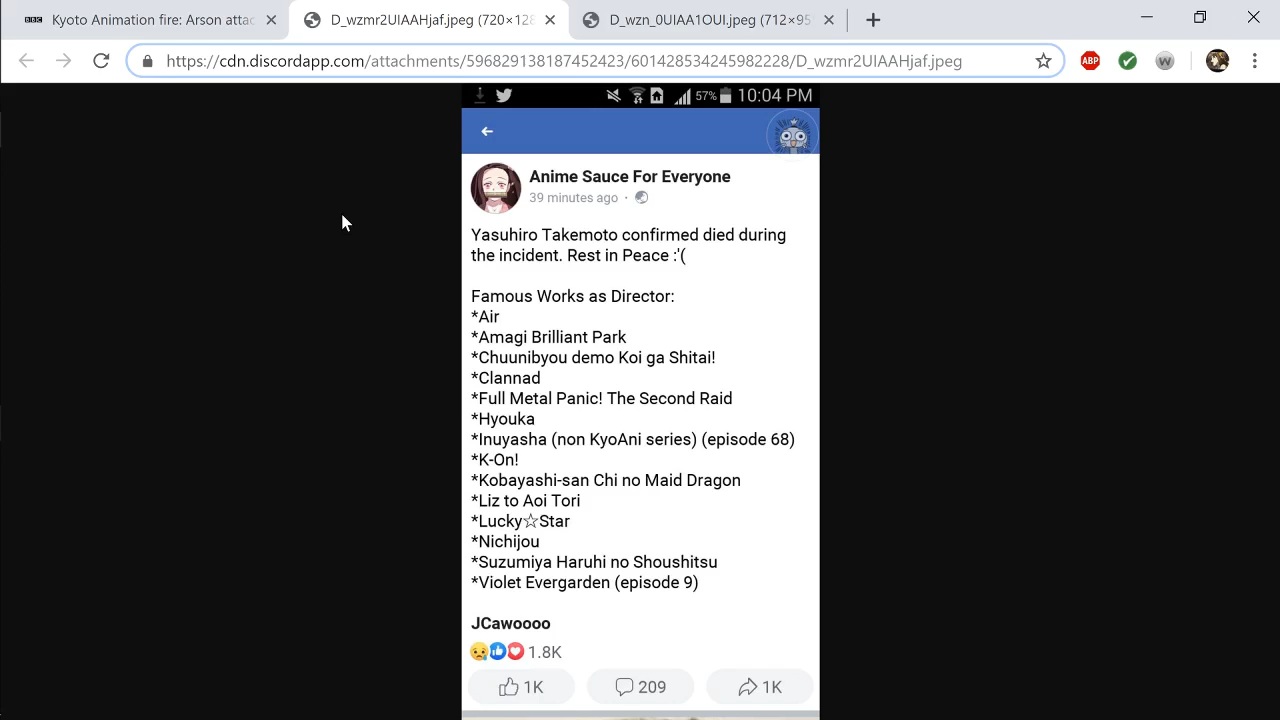 BBC Kyoto Animation fire: Arson attac
D_wzmr2UIAAHjaf.jpeg (720×128
D_wzn_0UIAA1OUI.jpeg (712×95
https://cdn.discordapp.com/attachments/596829138187452423/601428534245982228/D_wzmr2UIAAHjaf.jpeg
ABP
W
57% 10:04 PM
Anime Sauce For Everyone
39 minutes ago ·
Yasuhiro Takemoto confirmed died during
the incident. Rest in Peace :'(
Famous Works as Director:
*Air
*Amagi Brilliant Park
*Chuunibyou demo Koi ga Shitai!
*Clannad
*Full Metal Panic! The Second Raid
*Hyouka
*Inuyasha (non KyoAni series) (episode 68)
*K-On!
*Kobayashi-san Chi no Maid Dragon
*Liz to Aoi Tori
*Lucky☆Star
*Nichijou
*Suzumiya Haruhi no Shoushitsu
*Violet Evergarden (episode 9)
JCawoooo
1.8K
1K 209 1K